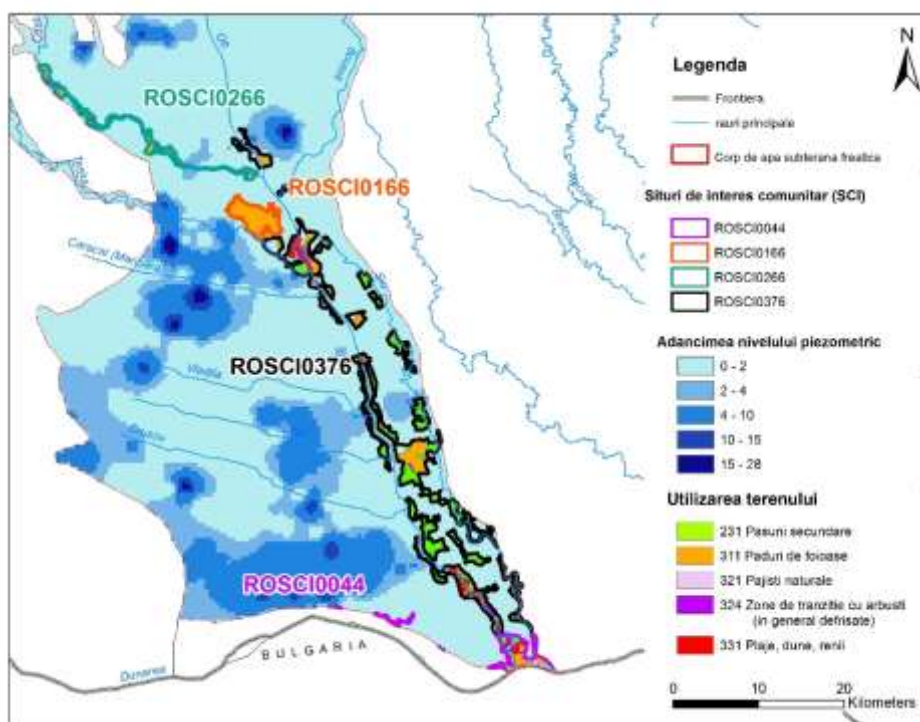 N
Legenda
Frontiera
rauri principale
Corp de apa subterana freatica
Situri de interes comunitar (SCI)
ROSCI0044
ROSCI0166
ROSCI0266
ROSCI0376
Adancimea nivelului piezometric
0 - 2
2 - 4
4 - 10
10 - 15
15 - 28
Utilizarea terenului
231 Pasuni secundare
311 Paduri de foioase
321 Pajisti naturale
324 Zone de tranzitie cu arbusti
(in general defrisate)
331 Plaje, dune, renii
0 10 20
Kilometers
ROSCI0266
ROSCI0166
Caracal
ROSCI0376
Vladila
ROSCI0044
BULGARIA
Dunarea